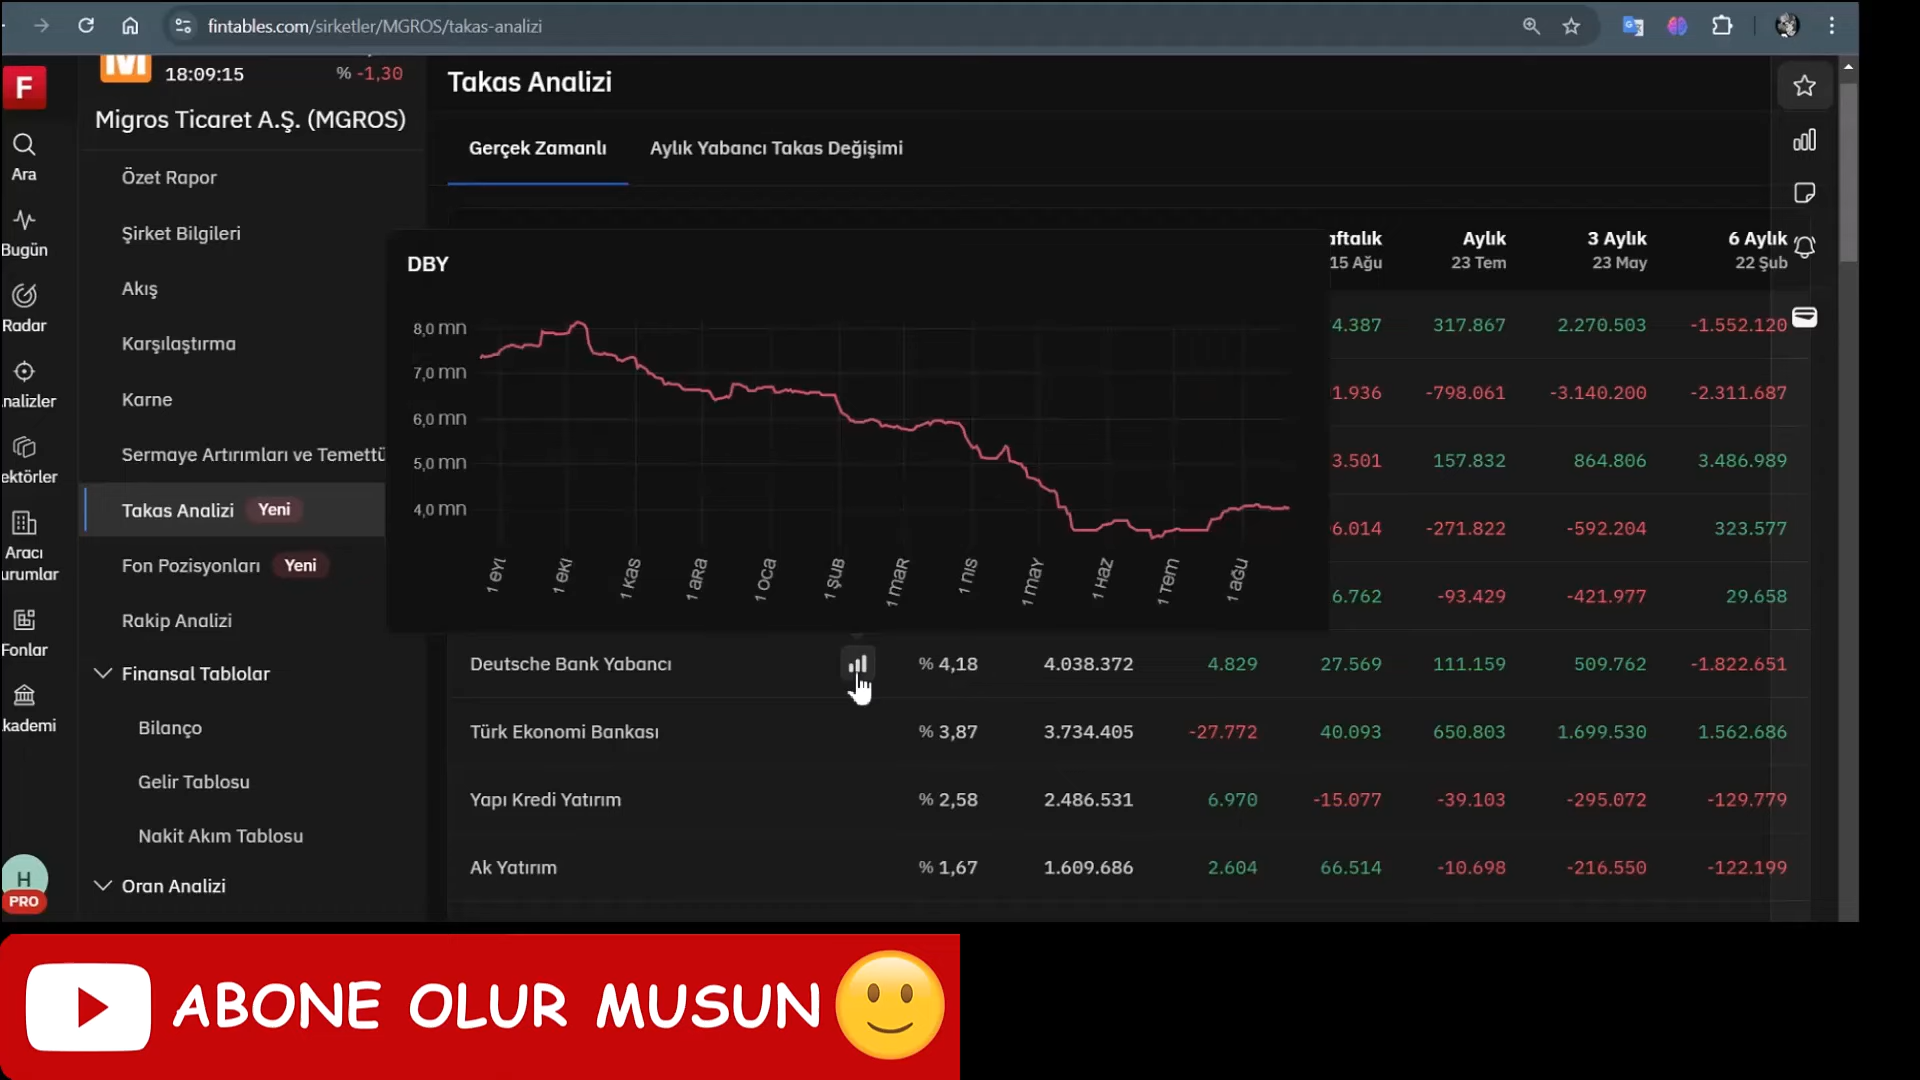 fintables.com/sirketler/MGROS/takas-analizi
F
18:09:15
% -1,30
Migros Ticaret A.Ş. (MGROS)
Ara
Bugün
Radar
nalizler
ektörler
Aracı
urumlar
Fonlar
kademi
H
PRO
Özet Rapor
Şirket Bilgileri
Akış
Karşılaştırma
Karne
Sermaye Artırımları ve Temettü
Takas Analizi Yeni
Fon Pozisyonları Yeni
Rakip Analizi
Finansal Tablolar
Bilanço
Gelir Tablosu
Nakit Akım Tablosu
Oran Analizi
Takas Analizi
Gerçek Zamanlı Aylık Yabancı Takas Değişimi
aftalık Aylık 3 Aylık 6 Aylık
15 Ağu 23 Tem 23 May 22 Şub
DBY
8,0 mn
7,0 mn
6,0 mn
5,0 mn
4,0 mn
1 Eyl 1 Eki 1 Kas 1 Ara 1 Oca 1 Şub 1 Mar 1 Nis 1 May 1 Haz 1 Tem 1 Ağu
4.387 317.867 2.270.503 -1.552.120
1.936 -798.061 -3.140.200 -2.311.687
3.501 157.832 864.806 3.486.989
6.014 -271.822 -592.204 323.577
6.762 -93.429 -421.977 29.658
Deutsche Bank Yabancı % 4,18 4.038.372 4.829 27.569 111.159 509.762 -1.822.651
Türk Ekonomi Bankası % 3,87 3.734.405 -27.772 40.093 650.803 1.699.530 1.562.686
Yapı Kredi Yatırım % 2,58 2.486.531 6.970 -15.077 -39.103 -295.072 -129.779
Ak Yatırım % 1,67 1.609.686 2.604 66.514 -10.698 -216.550 -122.199
ABONE OLUR MUSUN